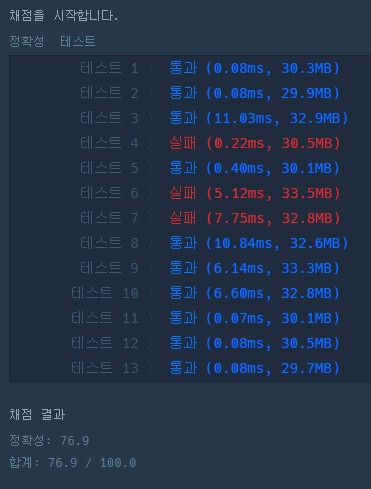 채점을 시작합니다.
정확성 테스트
테스트 1 〉 통과 (0.08ms, 30.3MB)
테스트 2 〉 통과 (0.08ms, 29.9MB)
테스트 3 〉 통과 (11.03ms, 32.9MB)
테스트 4 〉 실패 (0.22ms, 30.5MB)
테스트 5 〉 통과 (0.40ms, 30.1MB)
테스트 6 〉 실패 (5.12ms, 33.5MB)
테스트 7 〉 실패 (7.75ms, 32.8MB)
테스트 8 〉 통과 (10.84ms, 32.6MB)
테스트 9 〉 통과 (6.14ms, 33.3MB)
테스트 10 〉 통과 (6.60ms, 32.8MB)
테스트 11 〉 통과 (0.07ms, 30.1MB)
테스트 12 〉 통과 (0.08ms, 30.5MB)
테스트 13 〉 통과 (0.08ms, 29.7MB)
채점 결과
정확성: 76.9
합계: 76.9 / 100.0